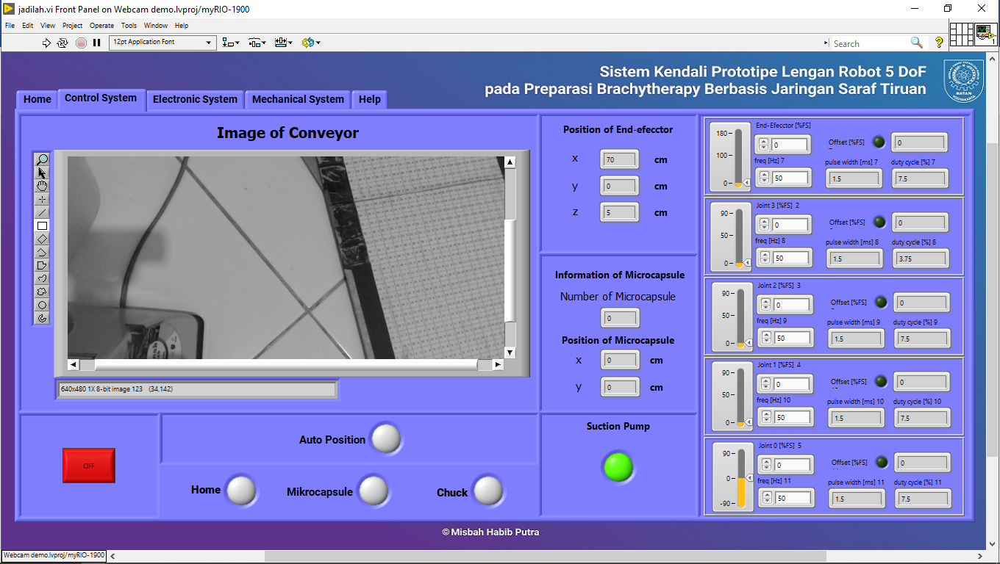 jadilah.vi Front Panel on Webcam demo.lvproj/myRIO-1900
File Edit View Project Operate Tools Window Help
12pt Application Font
Search
1
Sistem Kendali Prototipe Lengan Robot 5 DoF
pada Preparasi Brachytherapy Berbasis Jaringan Saraf Tiruan
BATAN
Home Control System Electronic System Mechanical System Help
Image of Conveyor
640x480 1X 8-bit image 123 (34,142)
OFF
Auto Position
Home Mikrocapsule Chuck
Position of End-efecctor
x 70 cm
y 0 cm
z 5 cm
Information of Microcapsule
Number of Microcapsule
0
Position of Microcapsule
x 0 cm
y 0 cm
Suction Pump
End-Efecctor [%FS]
180
100
0
0 Offset [%FS] 0
freq [Hz] 7 pulse width [ms] 7 duty cycle [%] 7
50 1.5 7.5
Joint 3 [%FS] 2
90
50
0
0 Offset [%FS] 0
freq [Hz] 8 pulse width [ms] 8 duty cycle [%] 8
50 1.5 3.75
Joint 2 [%FS] 3
90
50
0
0 Offset [%FS] 0
freq [Hz] 9 pulse width [ms] 9 duty cycle [%] 9
50 1.5 7.5
Joint 1 [%FS] 4
90
50
0
0 Offset [%FS] 0
freq [Hz] 10 pulse width [ms] 10 duty cycle [%] 10
50 1.5 7.5
Joint 0 [%FS] 5
90
0
-90
0 Offset [%FS] 0
freq [Hz] 11 pulse width [ms] 11 duty cycle [%] 11
50 1.5 7.5
© Misbah Habib Putra
Webcam demo.lvproj/myRIO-1900